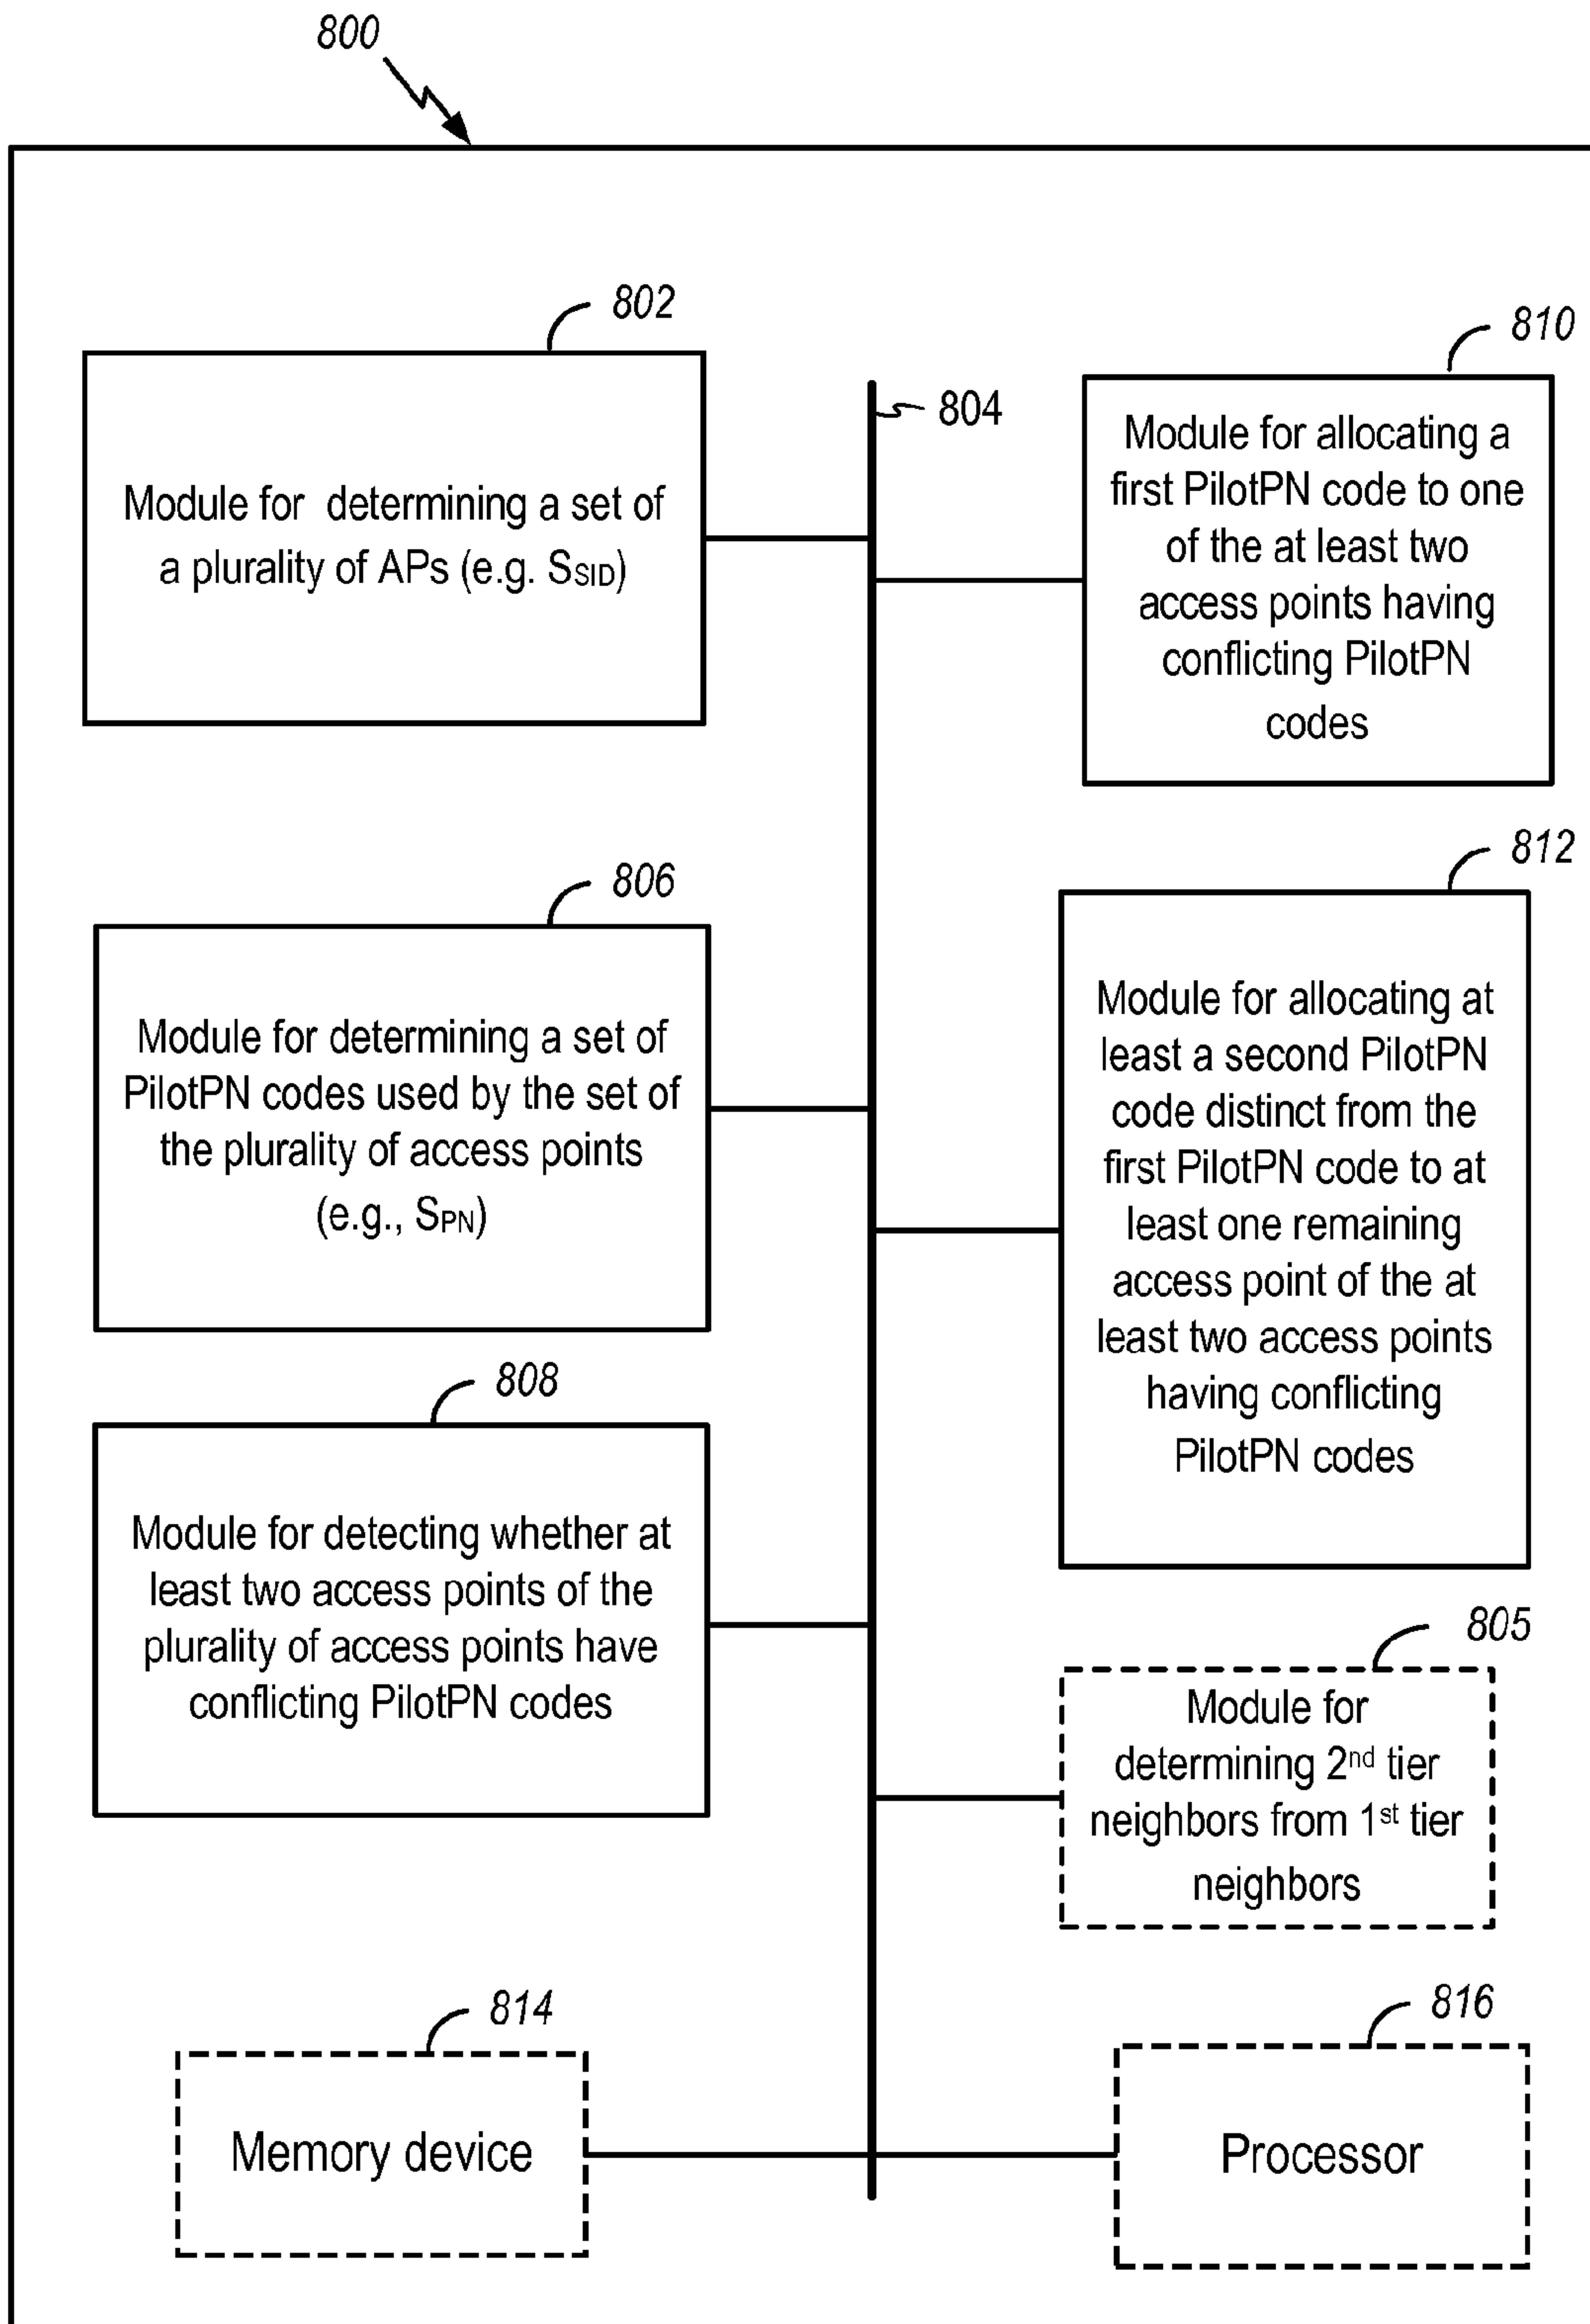 800
802
Module for determining a set of
a plurality of APs (e.g. SSID)
804
810
Module for allocating a
first PilotPN code to one
of the at least two
access points having
conflicting PilotPN
codes
806
Module for determining a set of
PilotPN codes used by the set of
the plurality of access points
(e.g., SPN)
812
Module for allocating at
least a second PilotPN
code distinct from the
first PilotPN code to at
least one remaining
access point of the at
least two access points
having conflicting
PilotPN codes
808
Module for detecting whether at
least two access points of the
plurality of access points have
conflicting PilotPN codes
805
Module for
determining 2nd tier
neighbors from 1st tier
neighbors
814
Memory device
816
Processor